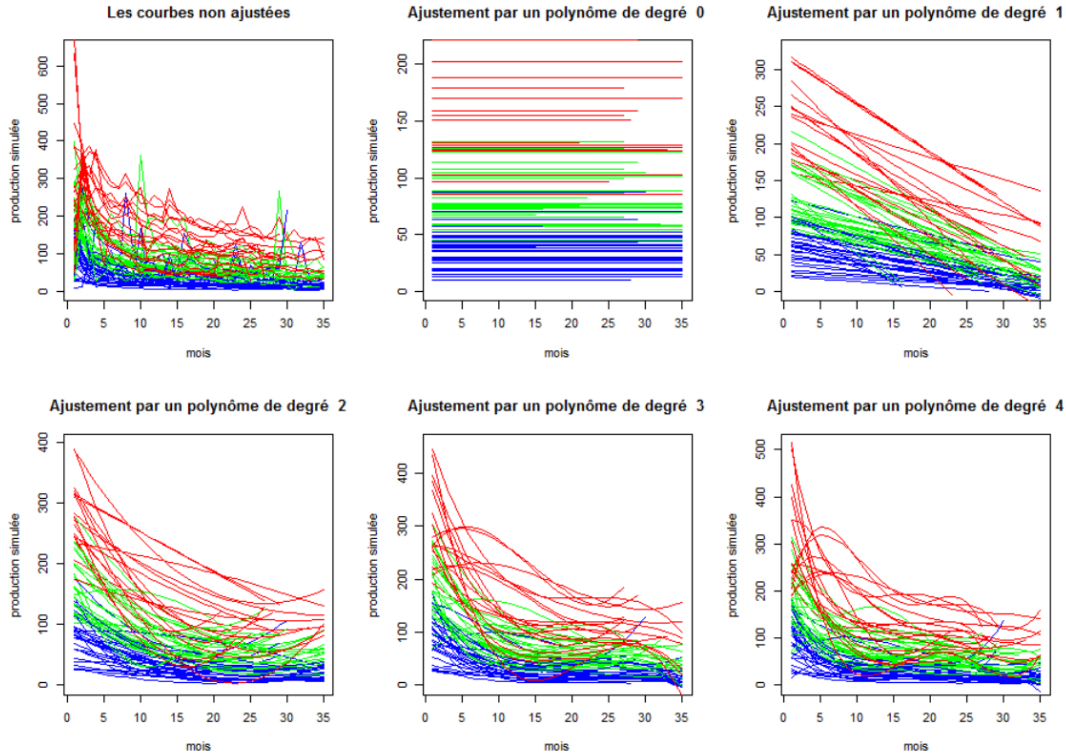 Les courbes non ajustées
production simulée
0 100 200 300 400 500 600
0 5 10 15 20 25 30 35
mois
Ajustement par un polynôme de degré 0
production simulée
0 50 100 150 200
0 5 10 15 20 25 30 35
mois
Ajustement par un polynôme de degré 1
production simulée
0 50 100 150 200 250 300
0 5 10 15 20 25 30 35
mois
Ajustement par un polynôme de degré 2
production simulée
0 100 200 300 400
0 5 10 15 20 25 30 35
mois
Ajustement par un polynôme de degré 3
production simulée
0 100 200 300 400
0 5 10 15 20 25 30 35
mois
Ajustement par un polynôme de degré 4
production simulée
0 100 200 300 400 500
0 5 10 15 20 25 30 35
mois